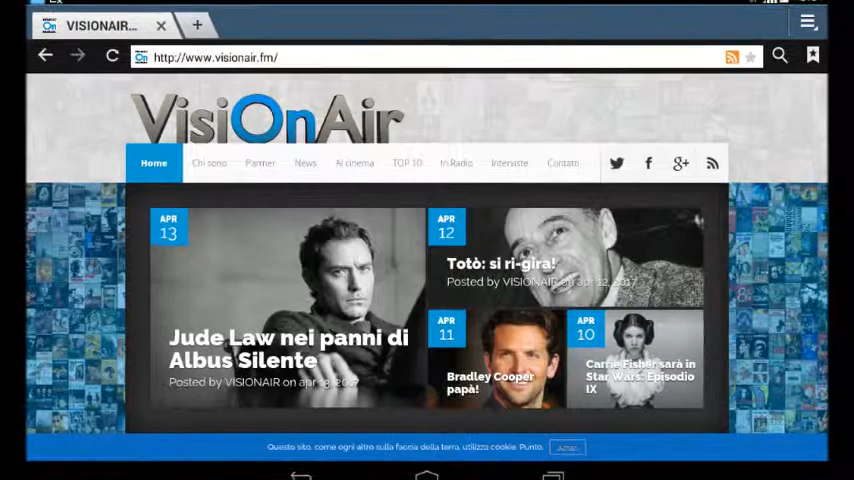 VISIONAIR...
http://www.visionair.fm/
VisiOnAir
Home Chi sono Partner News Al cinema TOP 10 In Radio Interviste Contatti
APR
13
Jude Law nei panni di
Albus Silente
Posted by VISIONAIR on apr 13, 2017
APR
12
Totò: si ri-gira!
Posted by VISIONAIR on apr 12, 2017
APR
11
Bradley Cooper
papà!
APR
10
Carrie Fisher sarà in
Star Wars: Episodio
IX
Questo sito, come ogni altro sulla faccia della terra, utilizza cookie. Punto.